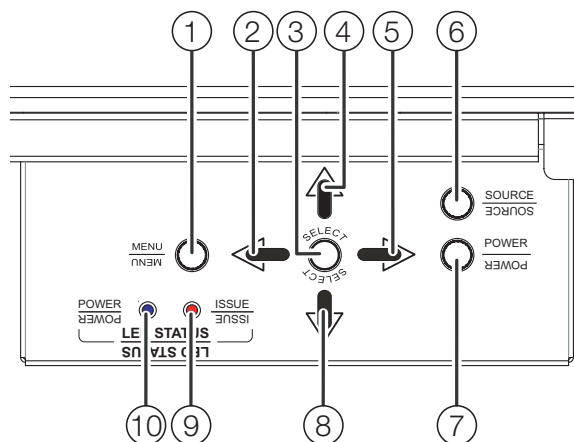 1 2 3 4 5 6
SOURCE
SOURCE
SELECT
MENU
MENU
POWER
POWER
SELECT
POWER
POWER
ISSUE
ISSUE
LED STATUS
LED STATUS
10 9 8 7